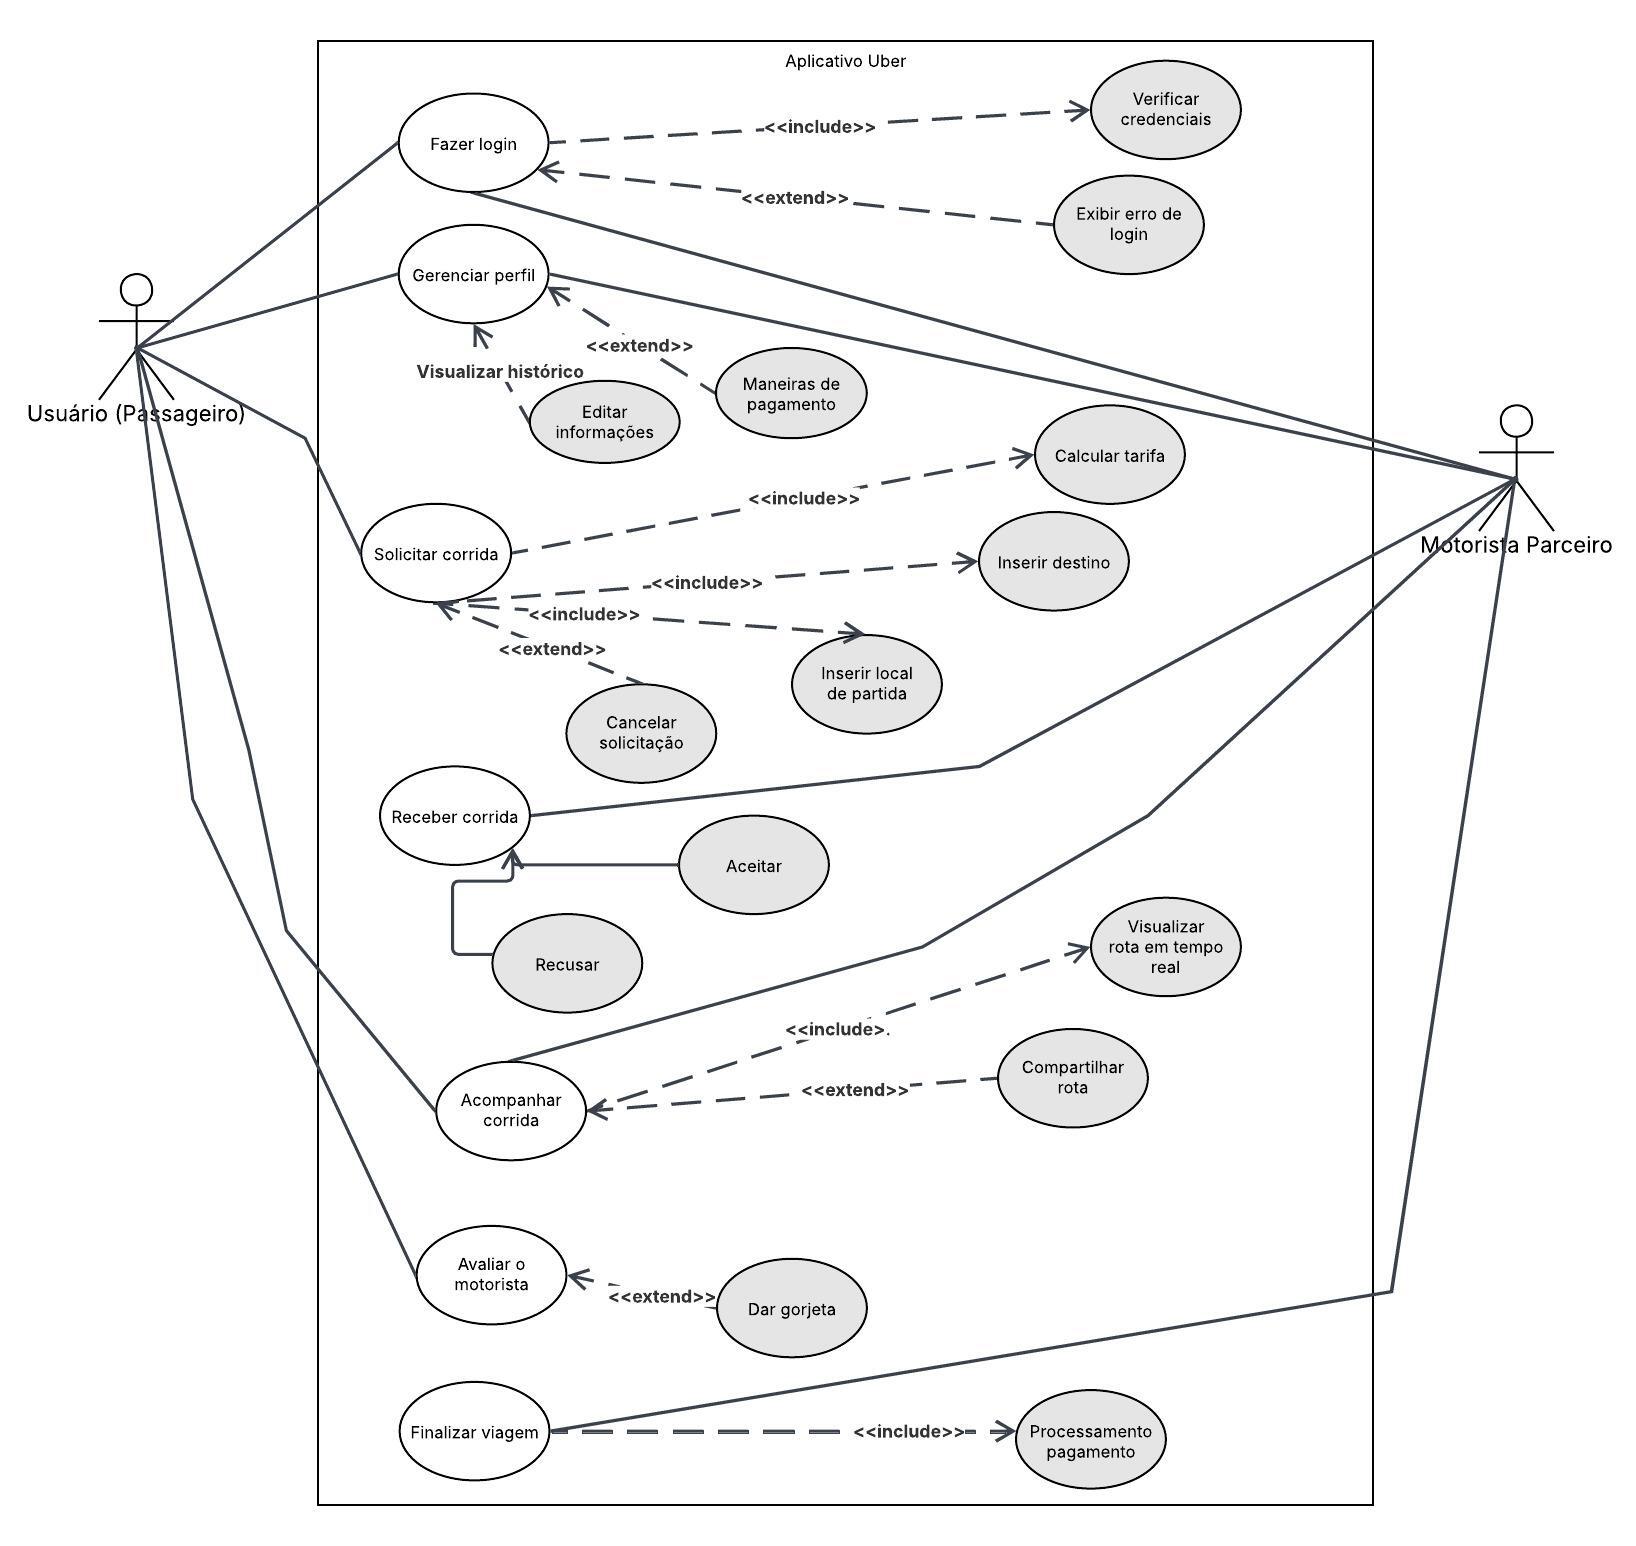 Aplicativo Uber
Verificar
credenciais
<<include>>
Fazer login
<<extend>>
Exibir erro de
login
Gerenciar perfil
<<extend>>
Visualizar histórico
Maneiras de
pagamento
Editar
informações
Usuário (Passageiro)
Calcular tarifa
<<include>>
Motorista Parceiro
Solicitar corrida
Inserir destino
<<include>>
<<include>>
<<extend>>
Inserir local
de partida
Cancelar
solicitação
Receber corrida
Aceitar
Recusar
Visualizar
rota em tempo
real
<<include>.
Compartilhar
rota
<<extend>>
Acompanhar
corrida
Avaliar o
motorista
<<extend>>
Dar gorjeta
Finalizar viagem
<<include>>
Processamento
pagamento